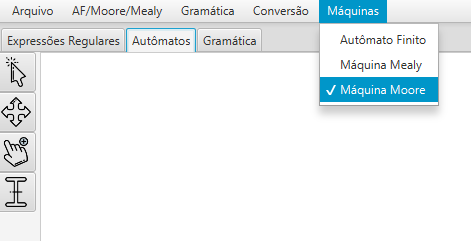 Arquivo AF/Moore/Mealy Gramática Conversão Máquinas
Expressões Regulares Autômatos Gramática
Autômato Finito
Máquina Mealy
✓ Máquina Moore